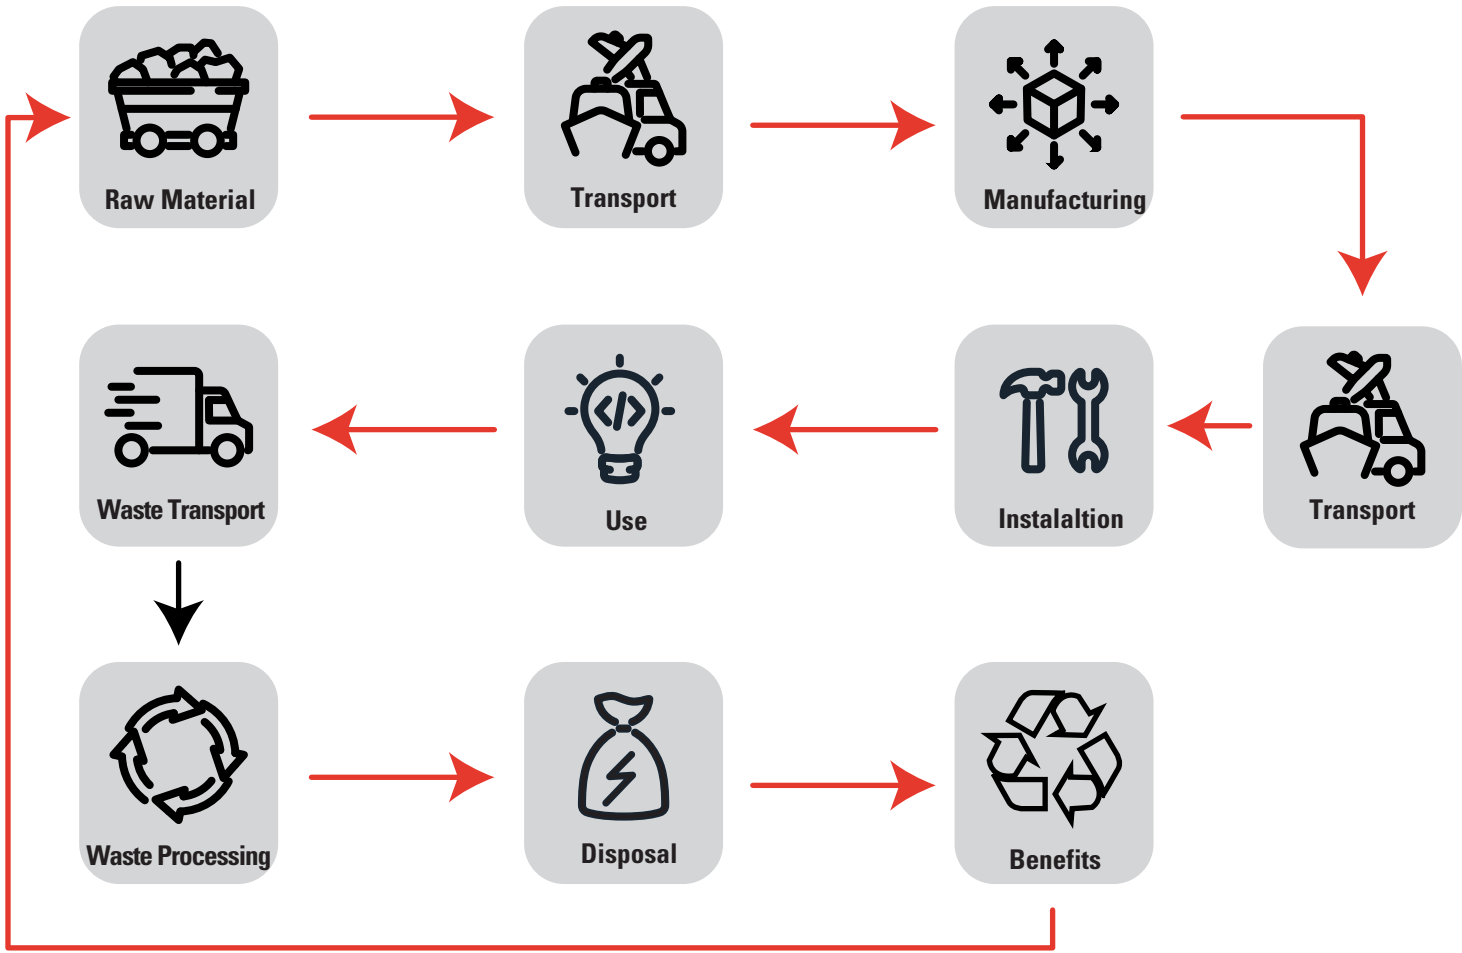 Raw Material
Transport
Manufacturing
Waste Transport
Use
Instalaltion
Transport
Waste Processing
Disposal
Benefits